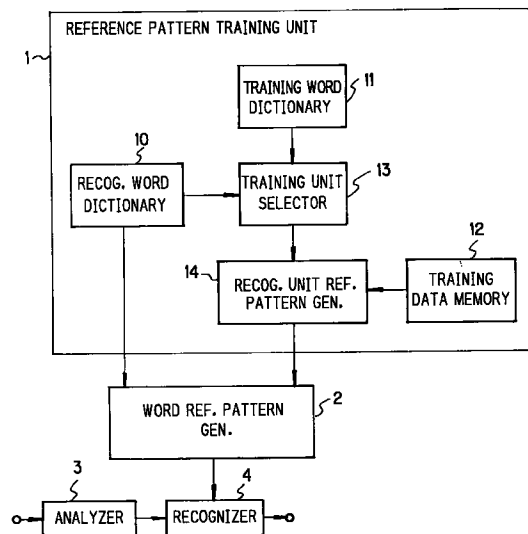 REFERENCE PATTERN TRAINING UNIT
1
TRAINING WORD
DICTIONARY
11
10
RECOG. WORD
DICTIONARY
TRAINING UNIT
SELECTOR
13
14
RECOG. UNIT REF.
PATTERN GEN.
12
TRAINING
DATA MEMORY
WORD REF. PATTERN
GEN.
2
3
ANALYZER
4
RECOGNIZER